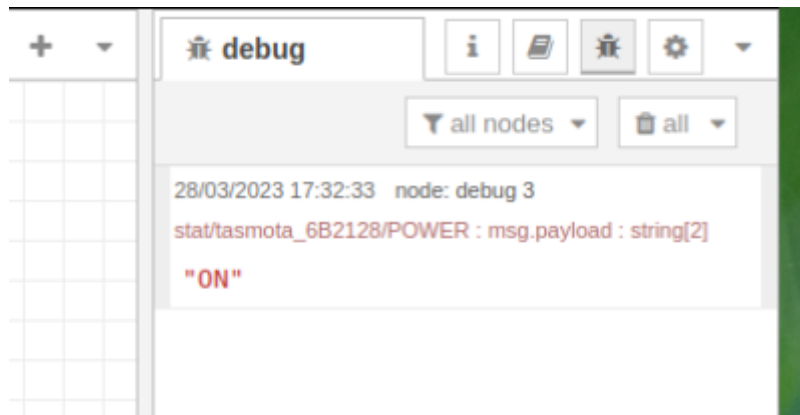 debug
all nodes
all
28/03/2023 17:32:33 node: debug 3
stat/tasmota_6B2128/POWER : msg.payload : string[2]
"ON"